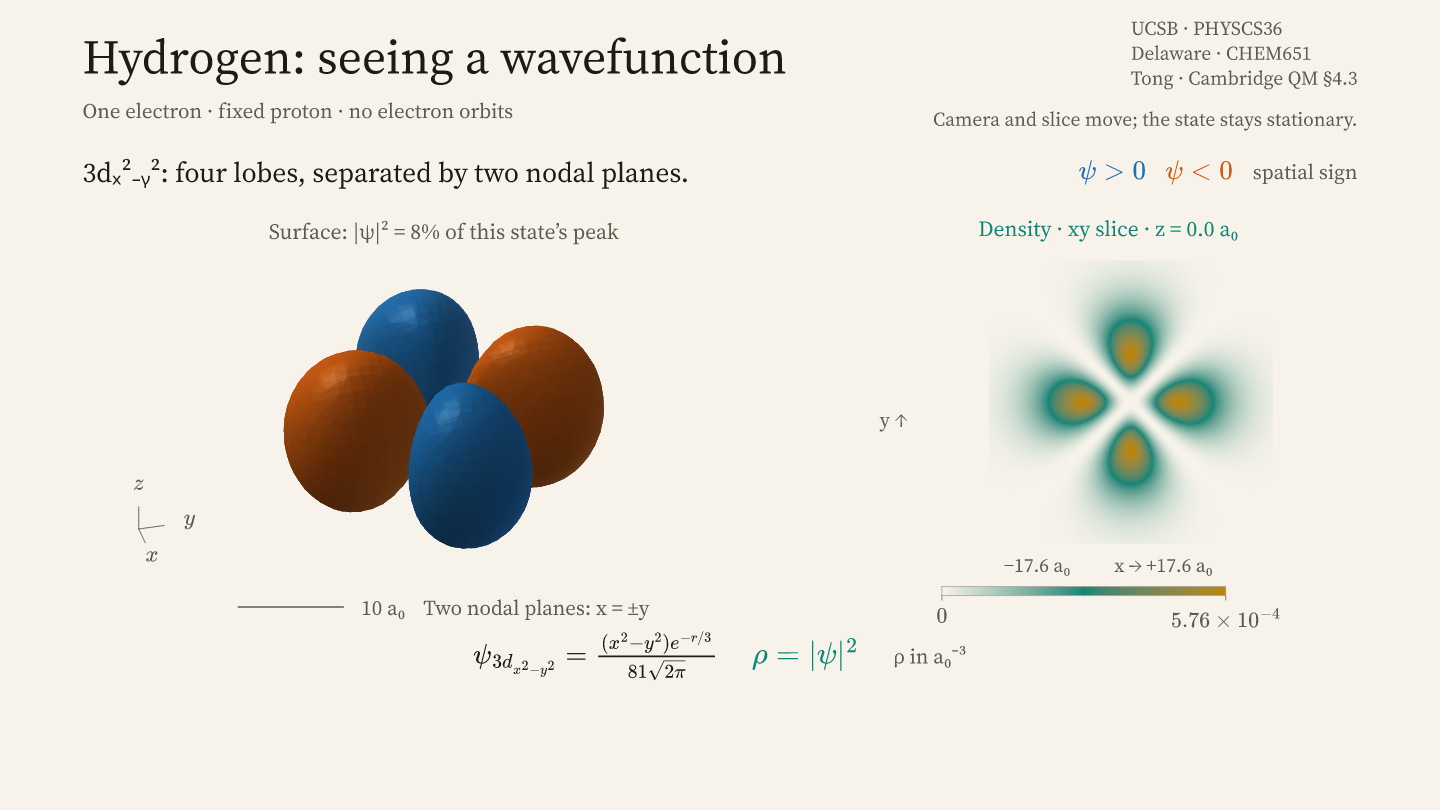 Hydrogen: seeing a wavefunction
One electron · fixed proton · no electron orbits
UCSB · PHYSCS36
Delaware · CHEM651
Tong · Cambridge QM §4.3
Camera and slice move; the state stays stationary.
3dₓ²₋ᵧ²: four lobes, separated by two nodal planes.
ψ > 0 ψ < 0 spatial sign
Surface: |ψ|² = 8% of this state’s peak
Density · xy slice · z = 0.0 a₀
y ↑
z
y
x
−17.6 a₀ x → +17.6 a₀
0
5.76 × 10⁻⁴
10 a₀ Two nodal planes: x = ±y
ψ_{3d_{x²−y²}} = (x²−y²)e^{−r/3} / 81√2π ρ = |ψ|² ρ in a₀⁻³